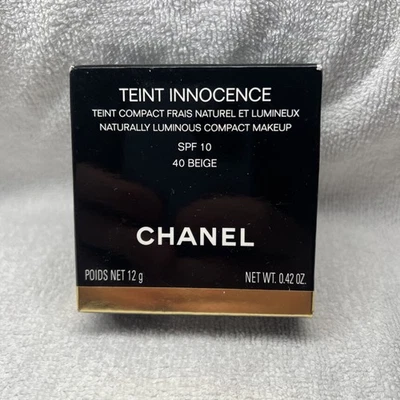 TEINT INNOCENCE
TEINT COMPACT FRAIS NATUREL ET LUMINEUX
NATURALLY LUMINOUS COMPACT MAKEUP
SPF 10
40 BEIGE
CHANEL
POIDS NET 12 g NET WT. 0.42 OZ.